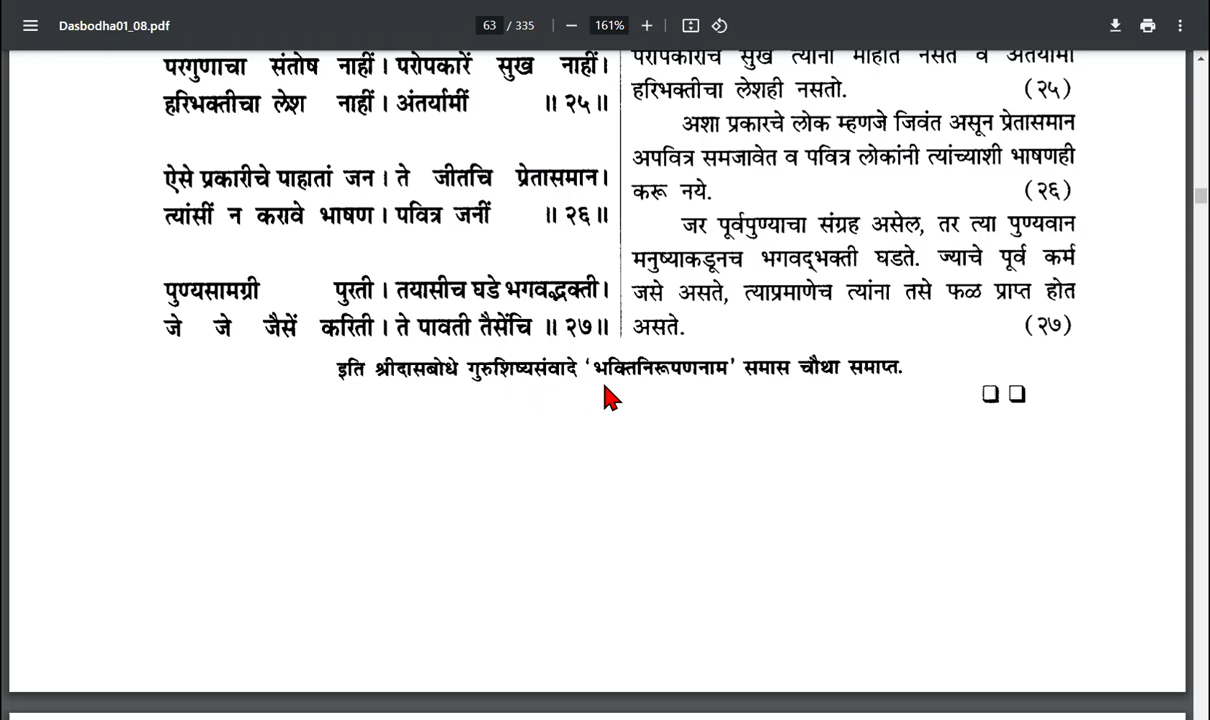 Dasbodha01_08.pdf
63 / 335
161%
परगुणाचा संतोष नाहीं। परोपकारें सुख नाहीं।
हरिभक्तीचा लेश नाहीं। अंतर्यामीं ॥२५॥
ऐसे प्रकारीचे पाहातां जन। ते जीतचि प्रेतासमान।
त्यांसीं न करावे भाषण। पवित्र जनीं ॥२६॥
पुण्यसामग्री पुरती। तयासीच घडे भगवद्भक्ती।
जे जे जैसें करिती। ते पावती तैसेंचि ॥२७॥
परोपकाराचे सुख त्यांना माहीत नसते व अंतर्यामी
हरिभक्तीचा लेशही नसतो. (२५)
अशा प्रकारचे लोक म्हणजे जिवंत असून प्रेतासमान
अपवित्र समजावेत व पवित्र लोकांनी त्यांच्याशी भाषणही
करू नये. (२६)
जर पूर्वपुण्याचा संग्रह असेल, तर त्या पुण्यवान
मनुष्याकडूनच भगवद्‌भक्ती घडते. ज्याचे पूर्व कर्म
जसे असते, त्याप्रमाणेच त्यांना तसे फळ प्राप्त होत
असते. (२७)
इति श्रीदासबोधे गुरुशिष्यसंवादे 'भक्तिनिरूपणनाम' समास चौथा समाप्त.